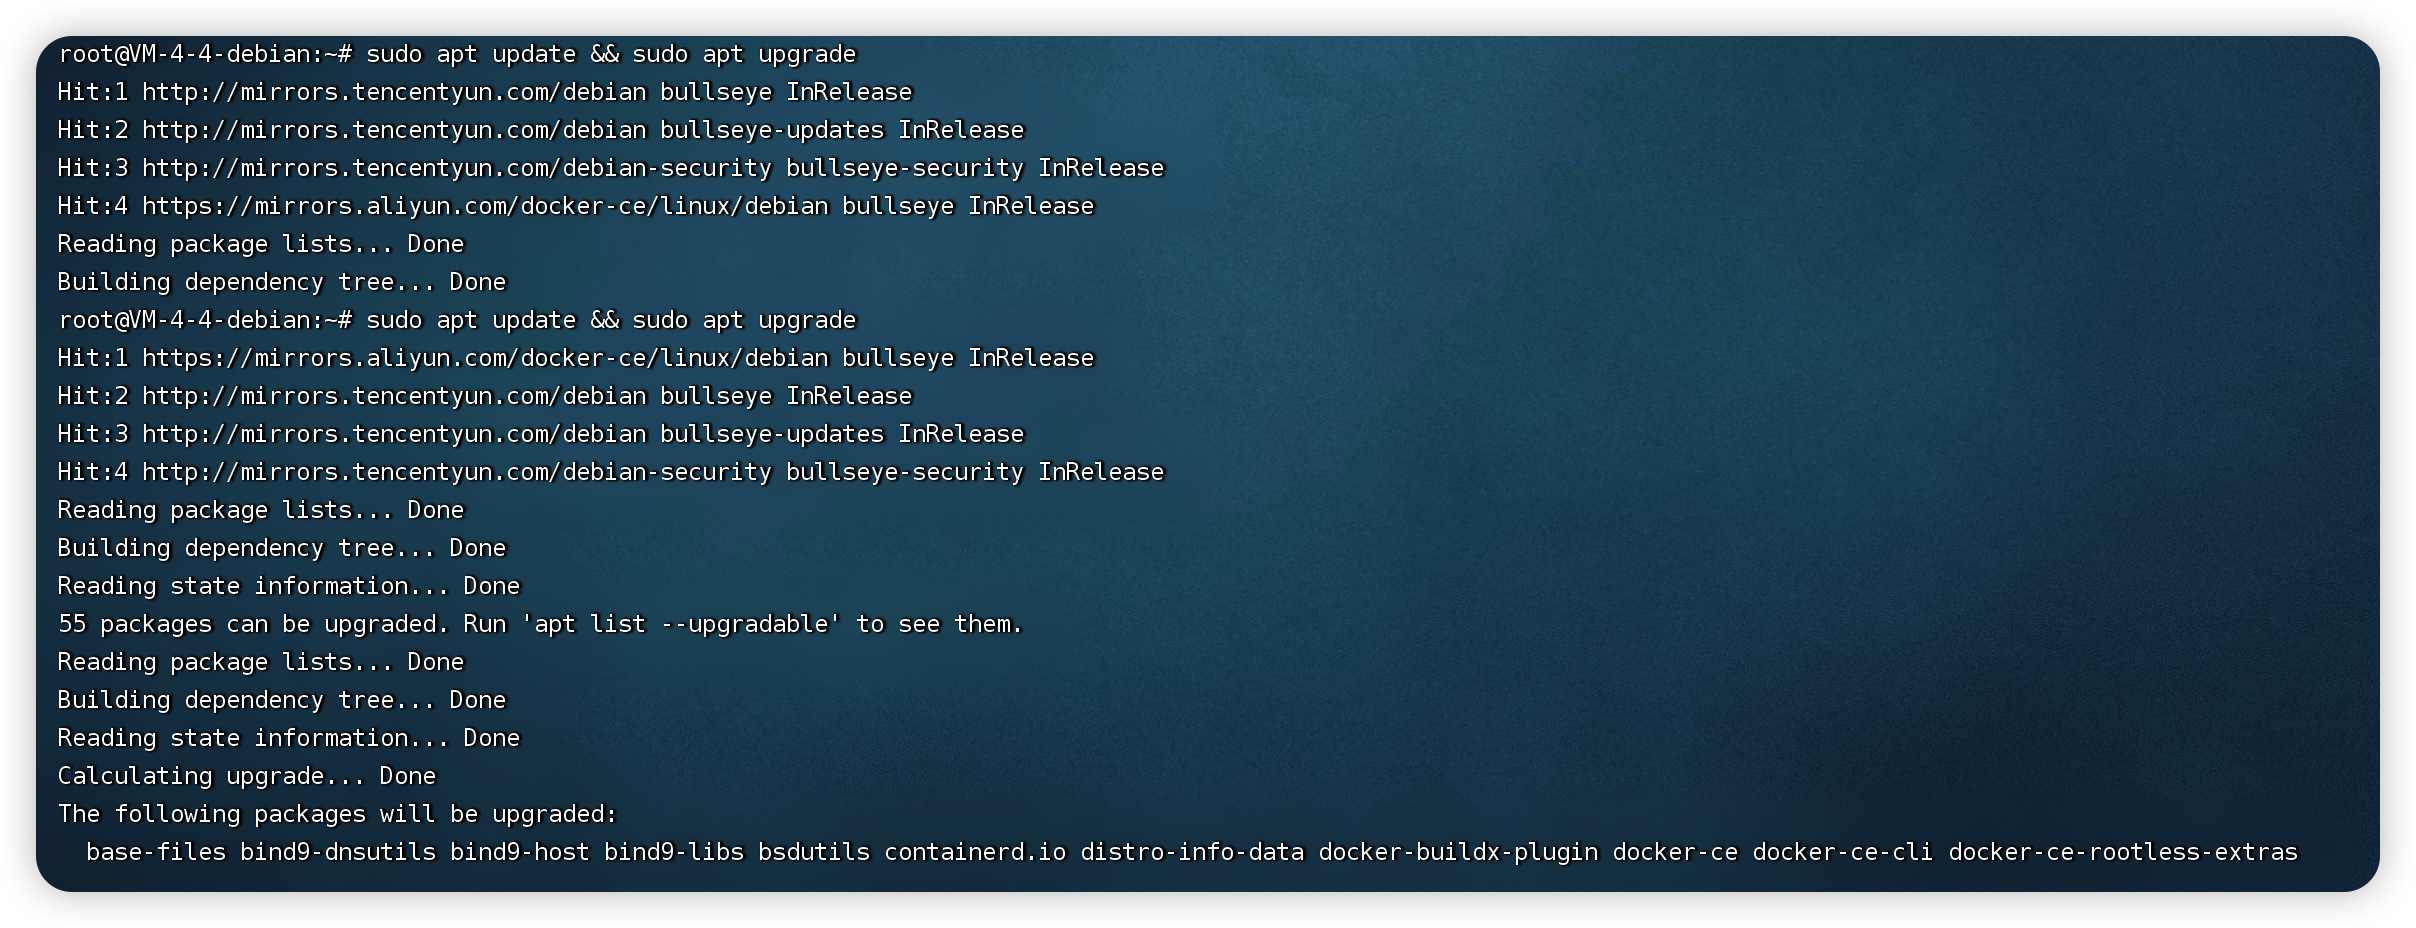 root@VM-4-4-debian:~# sudo apt update && sudo apt upgrade
Hit:1 http://mirrors.tencentyun.com/debian bullseye InRelease
Hit:2 http://mirrors.tencentyun.com/debian bullseye-updates InRelease
Hit:3 http://mirrors.tencentyun.com/debian-security bullseye-security InRelease
Hit:4 https://mirrors.aliyun.com/docker-ce/linux/debian bullseye InRelease
Reading package lists... Done
Building dependency tree... Done
root@VM-4-4-debian:~# sudo apt update && sudo apt upgrade
Hit:1 https://mirrors.aliyun.com/docker-ce/linux/debian bullseye InRelease
Hit:2 http://mirrors.tencentyun.com/debian bullseye InRelease
Hit:3 http://mirrors.tencentyun.com/debian bullseye-updates InRelease
Hit:4 http://mirrors.tencentyun.com/debian-security bullseye-security InRelease
Reading package lists... Done
Building dependency tree... Done
Reading state information... Done
55 packages can be upgraded. Run 'apt list --upgradable' to see them.
Reading package lists... Done
Building dependency tree... Done
Reading state information... Done
Calculating upgrade... Done
The following packages will be upgraded:
  base-files bind9-dnsutils bind9-host bind9-libs bsdutils containerd.io distro-info-data docker-buildx-plugin docker-ce docker-ce-cli docker-ce-rootless-extras